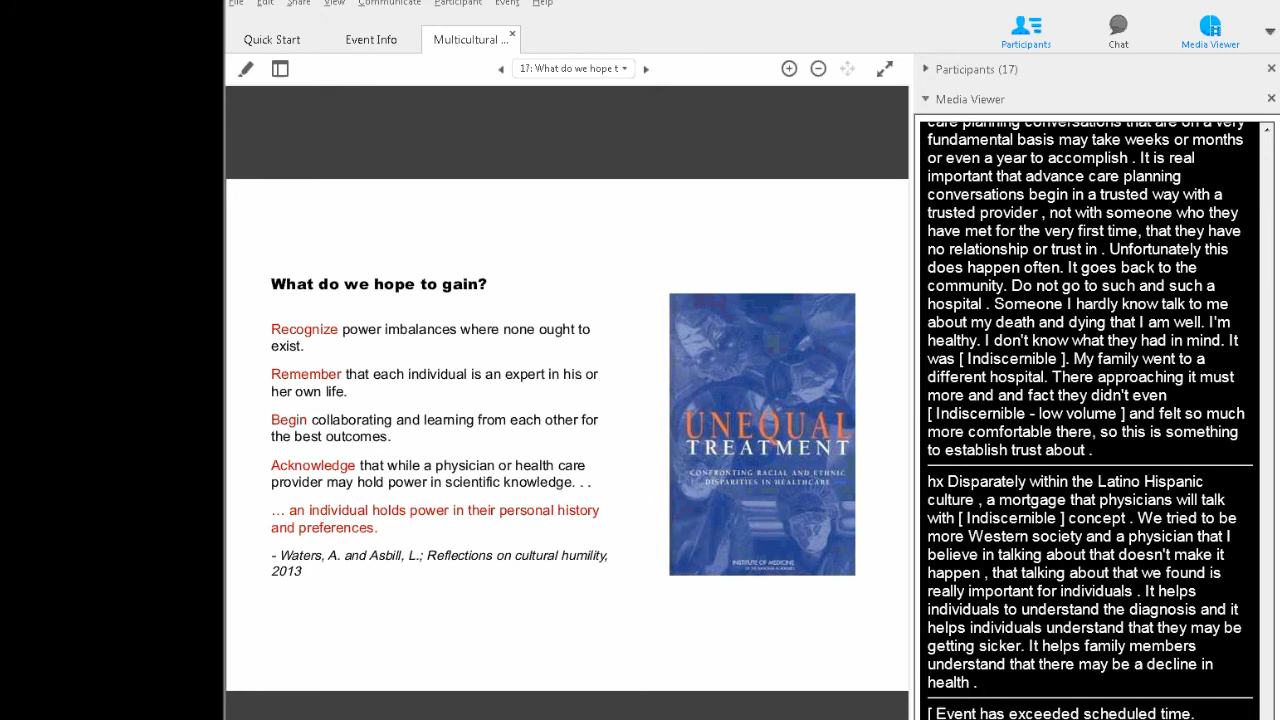 File Edit Share View Communicate Participant Event Help
Quick Start
Event Info
Multicultural ...
Participants
Chat
Media Viewer
17: What do we hope t
Participants (17)
Media Viewer
What do we hope to gain?
Recognize power imbalances where none ought to
exist.
Remember that each individual is an expert in his or
her own life.
Begin collaborating and learning from each other for
the best outcomes.
Acknowledge that while a physician or health care
provider may hold power in scientific knowledge. . .
… an individual holds power in their personal history
and preferences.
- Waters, A. and Asbill, L.; Reflections on cultural humility,
2013
UNEQUAL
TREATMENT
CONFRONTING RACIAL AND ETHNIC
DISPARITIES IN HEALTHCARE
INSTITUTE OF MEDICINE
OF THE NATIONAL ACADEMIES
care planning conversations that are on a very
fundamental basis may take weeks or months
or even a year to accomplish . It is real
important that advance care planning
conversations begin in a trusted way with a
trusted provider , not with someone who they
have met for the very first time, that they have
no relationship or trust in . Unfortunately this
does happen often. It goes back to the
community. Do not go to such and such a
hospital . Someone I hardly know talk to me
about my death and dying that I am well. I'm
healthy. I don't know what they had in mind. It
was [ Indiscernible ]. My family went to a
different hospital. There approaching it must
more and and fact they didn't even
[ Indiscernible - low volume ] and felt so much
more comfortable there, so this is something
to establish trust about .
hx Disparately within the Latino Hispanic
culture , a mortgage that physicians will talk
with [ Indiscernible ] concept . We tried to be
more Western society and a physician that I
believe in talking about that doesn't make it
happen , that talking about that we found is
really important for individuals . It helps
individuals to understand the diagnosis and it
helps individuals understand that they may be
getting sicker. It helps family members
understand that there may be a decline in
health .
[ Event has exceeded scheduled time.